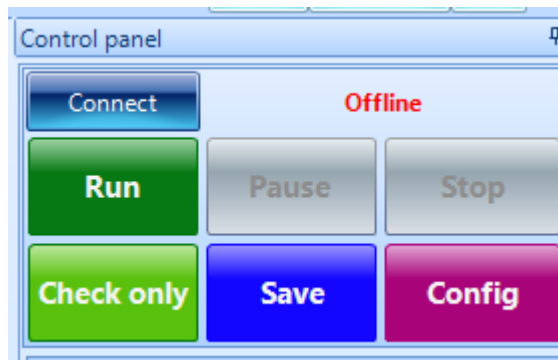 Control panel
Connect Offline
Run Pause Stop
Check only Save Config